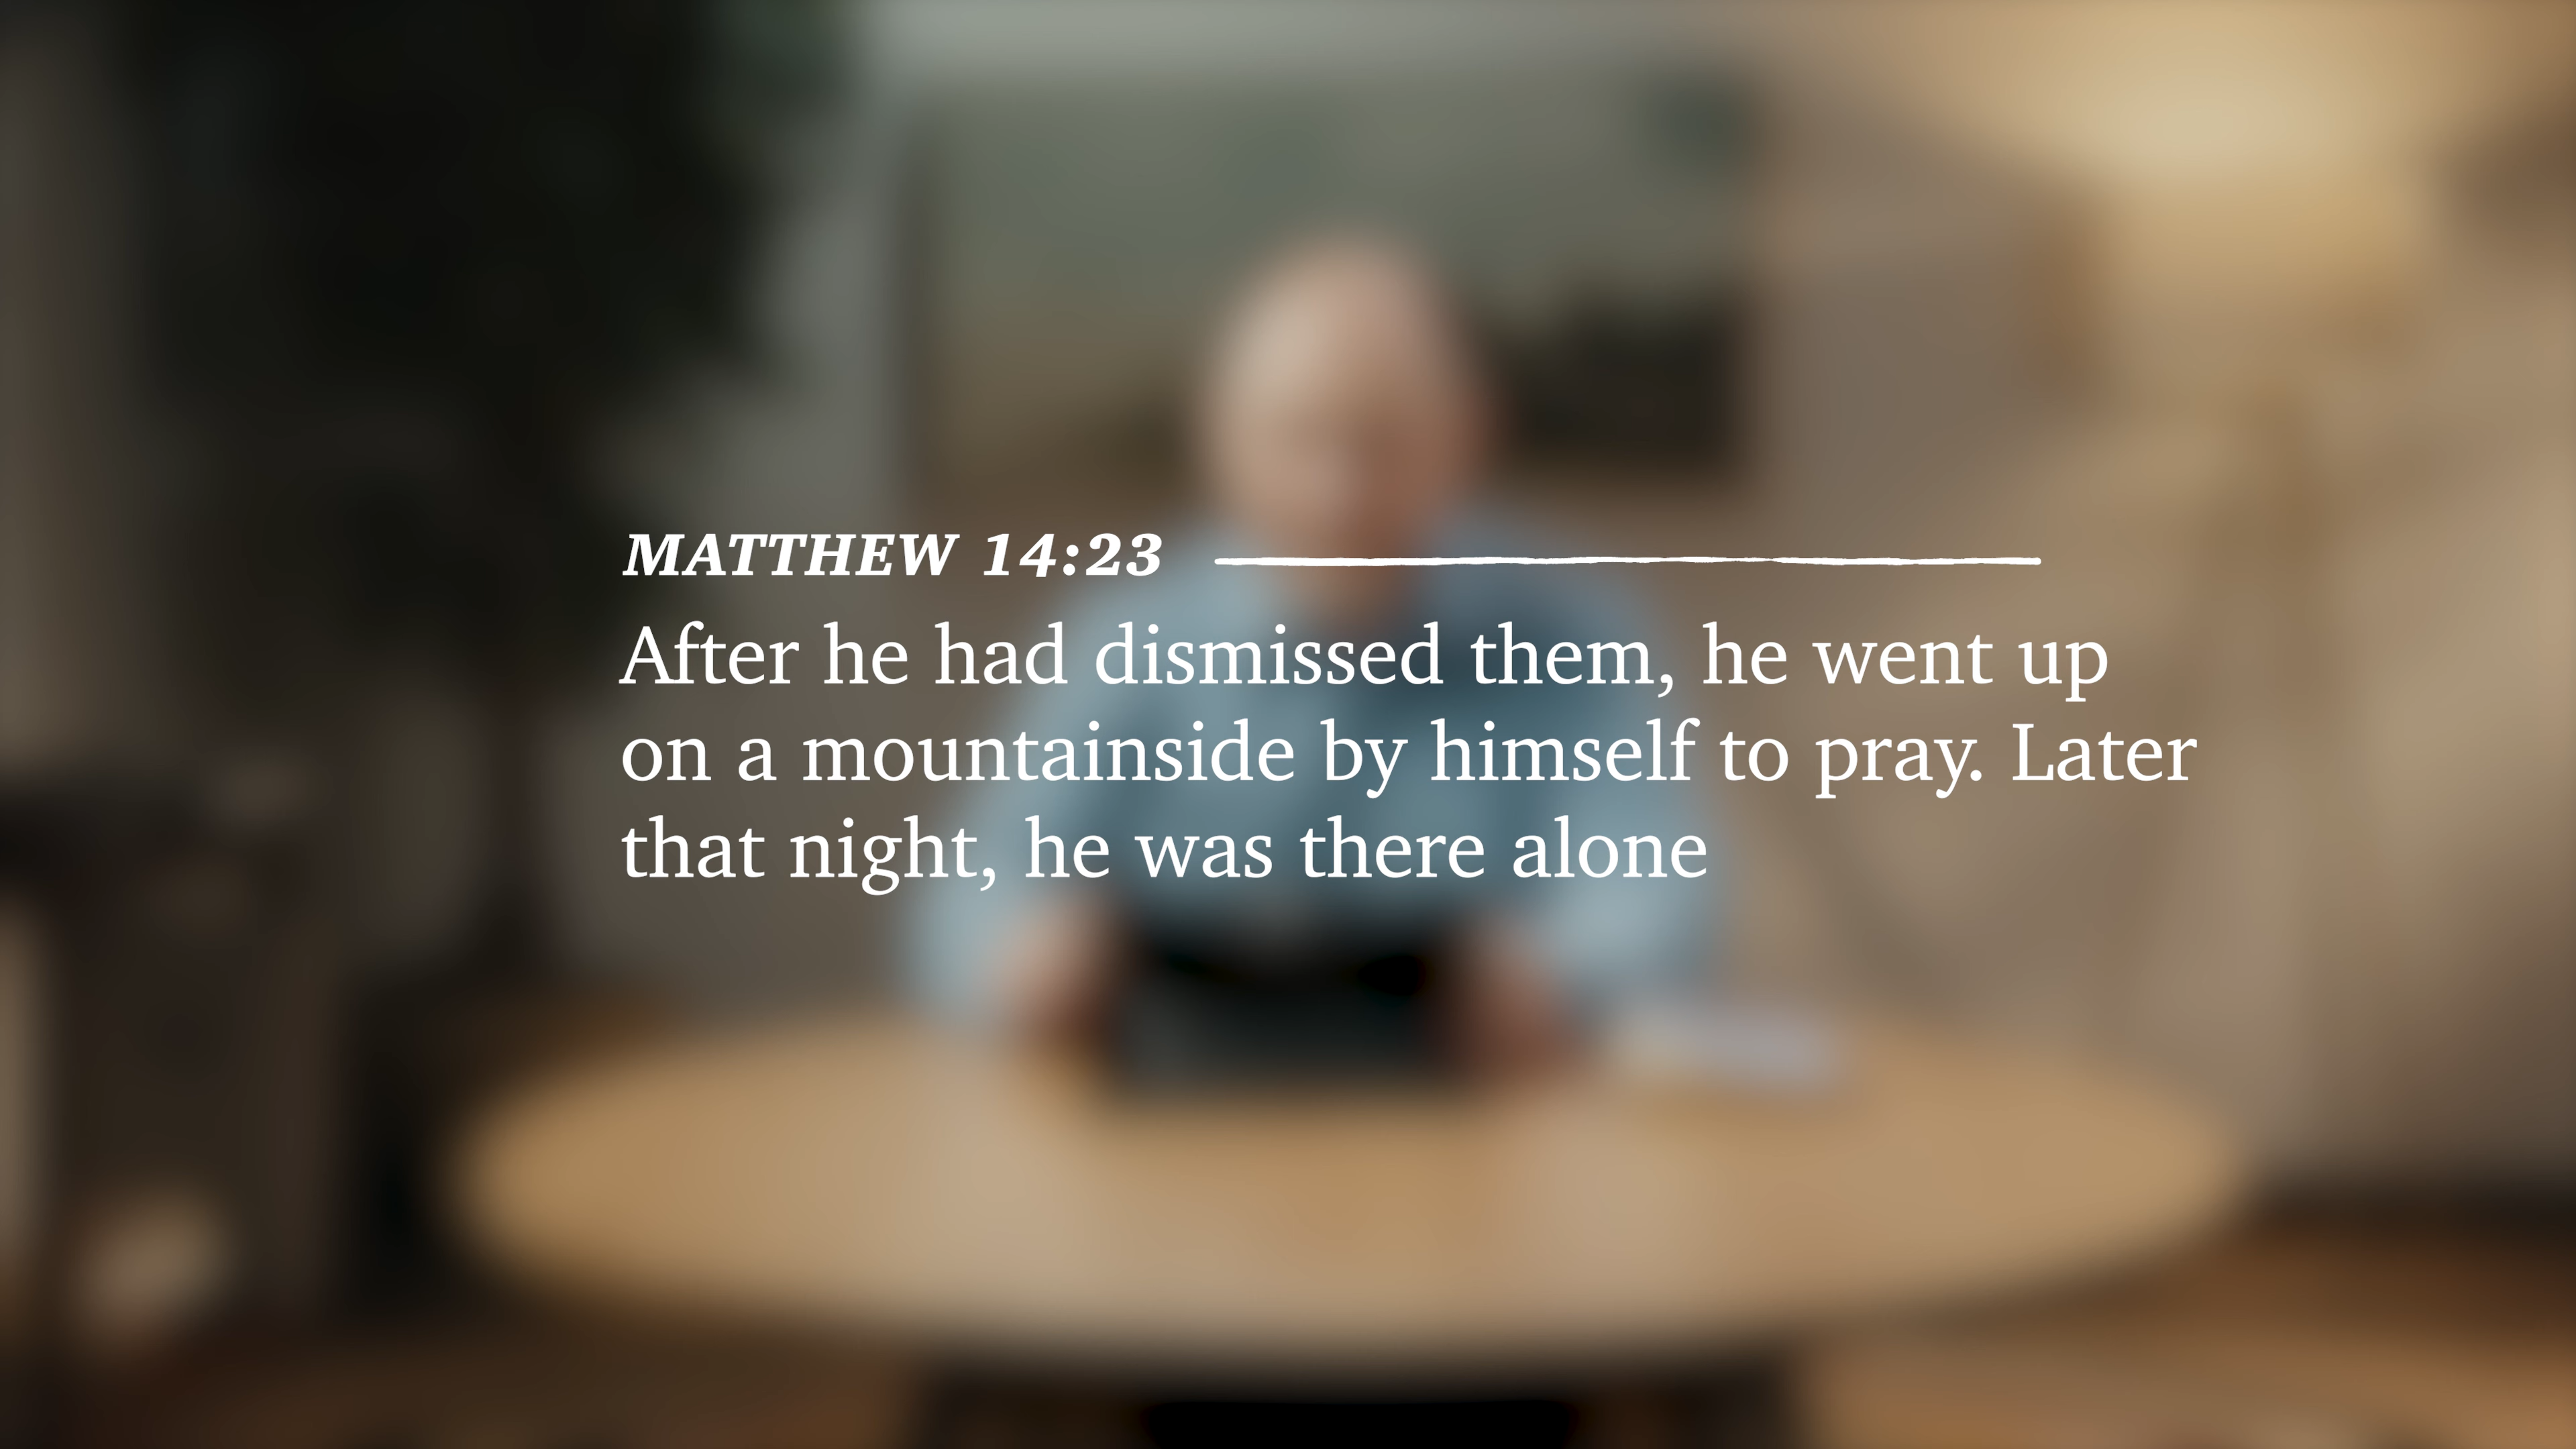 MATTHEW 14:23
After he had dismissed them, he went up
on a mountainside by himself to pray. Later
that night, he was there alone